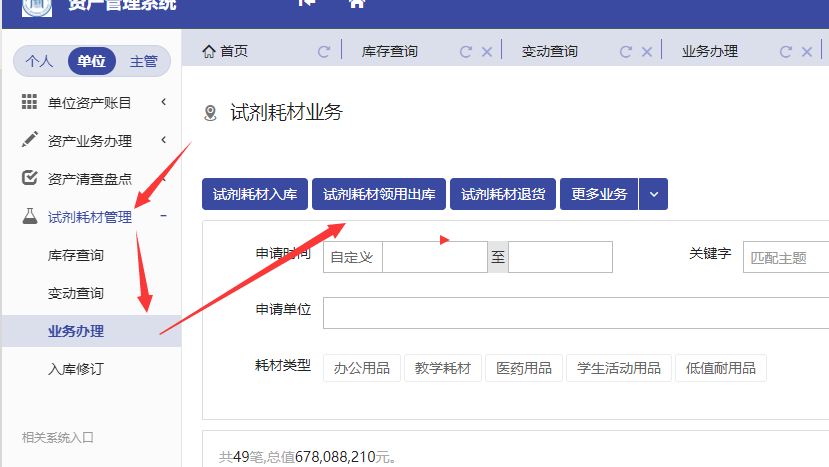 资产管理系统
个人 单位 主管
首页 库存查询 变动查询 业务办理
单位资产账目
资产业务办理
资产清查盘点
试剂耗材管理
库存查询
变动查询
业务办理
入库修订
相关系统入口
试剂耗材业务
试剂耗材入库 试剂耗材领用出库 试剂耗材退货 更多业务
申请时间 自定义 至 关键字 匹配主题
申请单位
耗材类型 办公用品 教学耗材 医药用品 学生活动用品 低值耐用品
共49笔,总值678,088,210元。